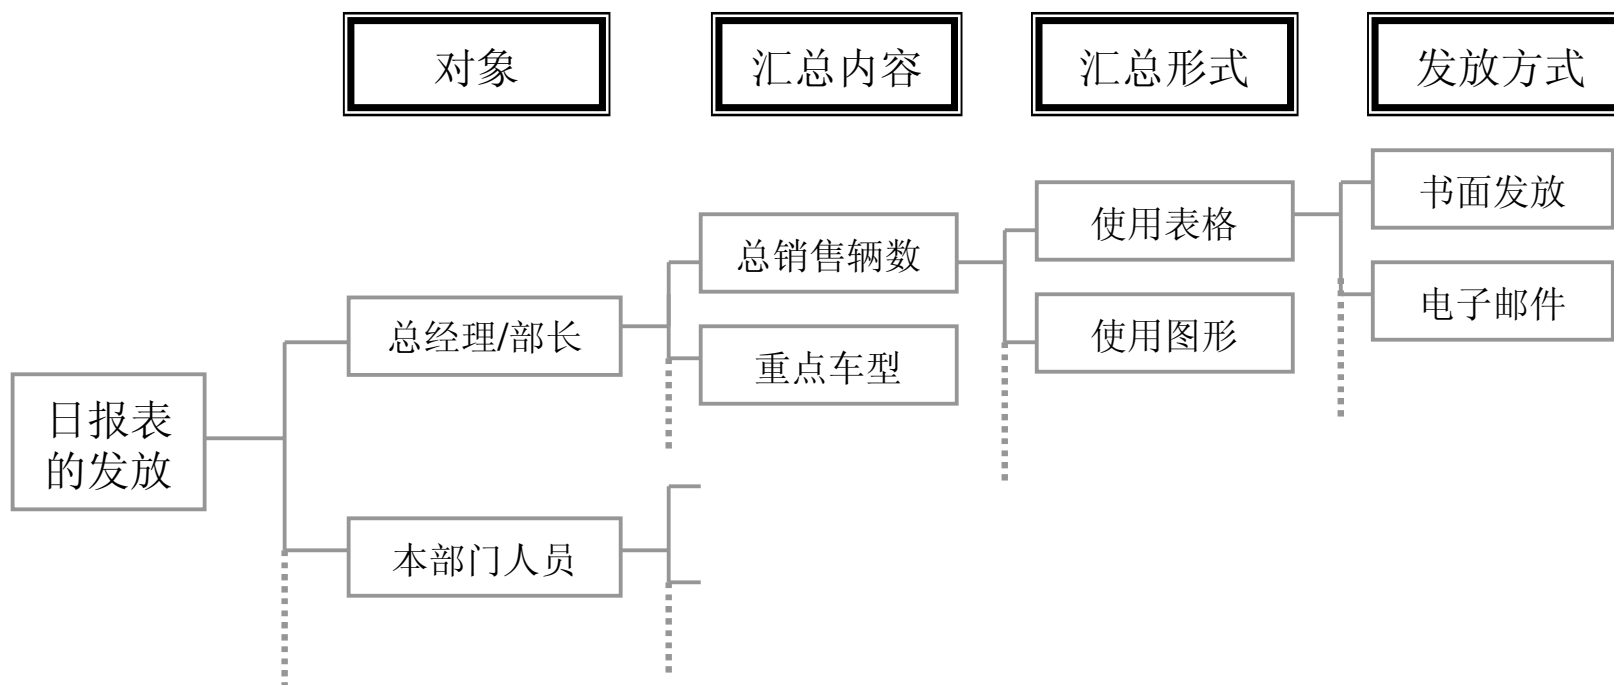 对象
汇总内容
汇总形式
发放方式
书面发放
使用表格
总销售辆数
电子邮件
总经理/部长
使用图形
重点车型
日报表
的发放
本部门人员